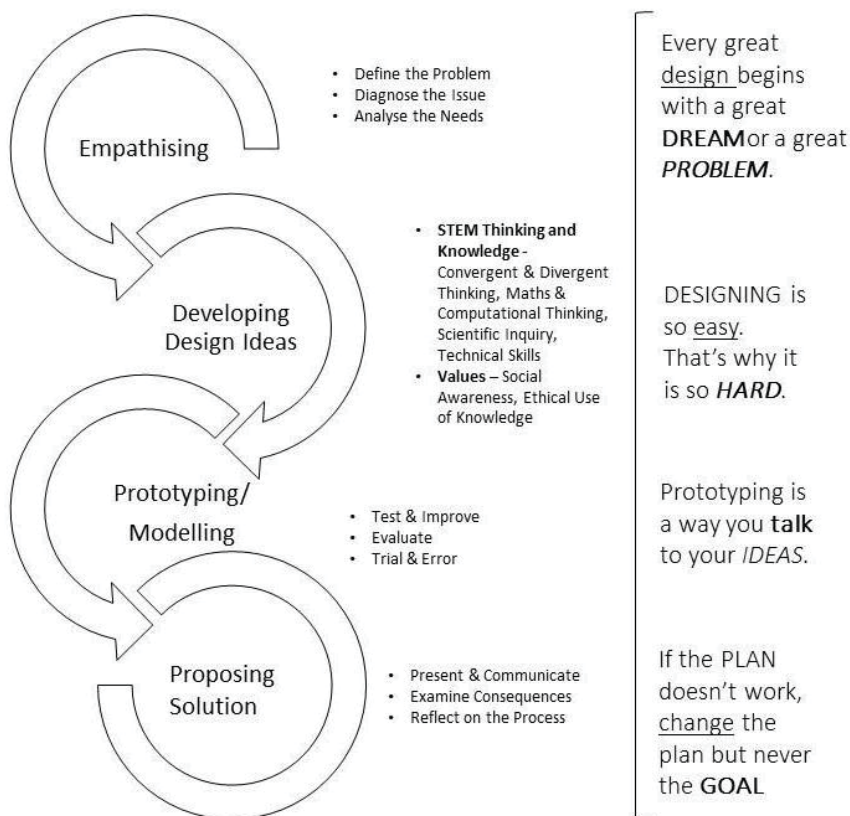 Empathising
• Define the Problem
• Diagnose the Issue
• Analyse the Needs
Every great
design begins
with a great
DREAM or a great
PROBLEM.
Developing
Design Ideas
• STEM Thinking and
Knowledge -
Convergent & Divergent
Thinking, Maths &
Computational Thinking,
Scientific Inquiry,
Technical Skills
• Values – Social
Awareness, Ethical Use
of Knowledge
DESIGNING is
so easy.
That's why it
is so HARD.
Prototyping/
Modelling
• Test & Improve
• Evaluate
• Trial & Error
Prototyping is
a way you talk
to your IDEAS.
Proposing
Solution
• Present & Communicate
• Examine Consequences
• Reflect on the Process
If the PLAN
doesn't work,
change the
plan but never
the GOAL